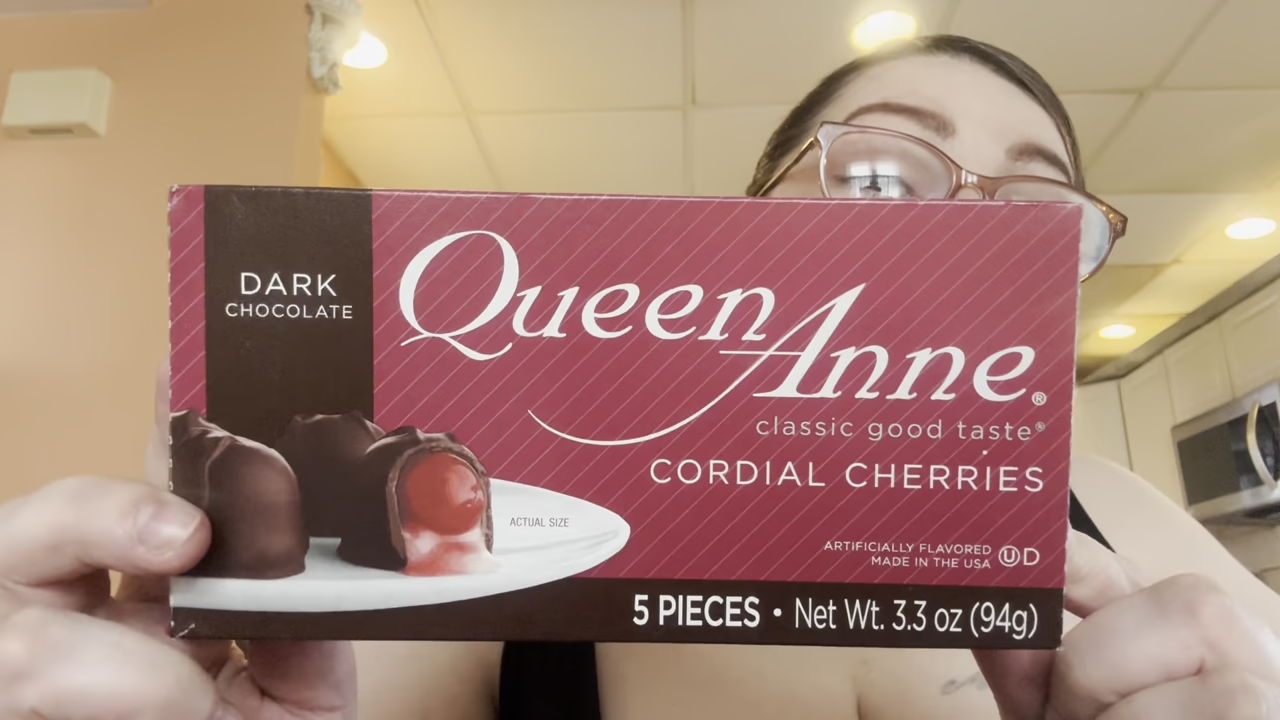 DARK
CHOCOLATE
Queen Anne®
classic good taste®
CORDIAL CHERRIES
ACTUAL SIZE
ARTIFICIALLY FLAVORED
MADE IN THE USA
U D
5 PIECES • Net Wt. 3.3 oz (94g)